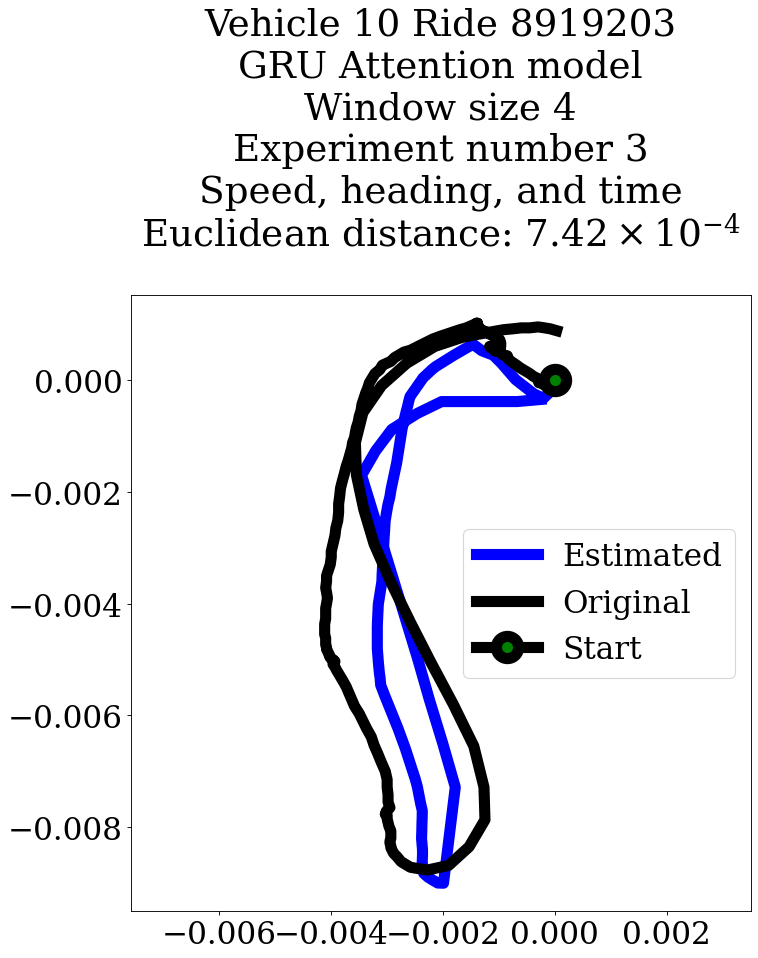 Vehicle 10 Ride 8919203
GRU Attention model
Window size 4
Experiment number 3
Speed, heading, and time
Euclidean distance: 7.42 × 10⁻⁴
0.000
−0.002
−0.004
−0.006
−0.008
Estimated
Original
Start
−0.006 −0.004 −0.002 0.000 0.002